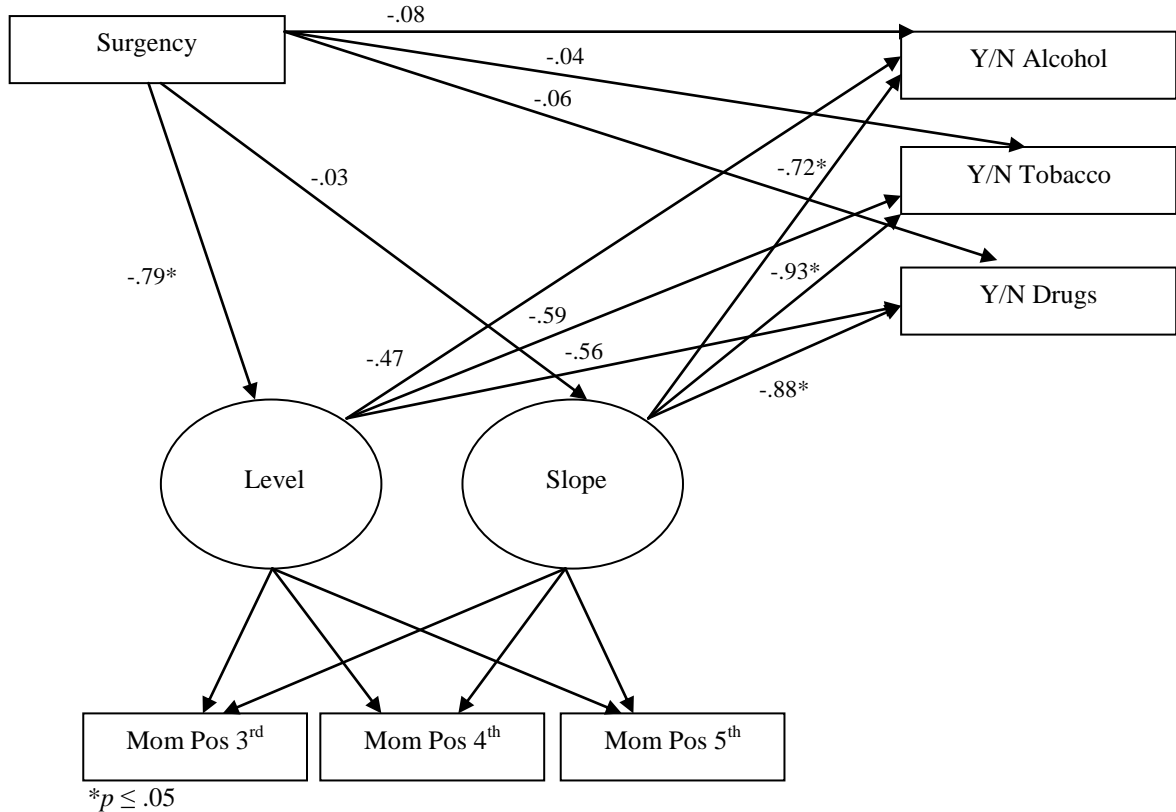 -.08
Surgency
Y/N Alcohol
-.04
-.06
-.72*
Y/N Tobacco
-.03
-.79*
-.93*
Y/N Drugs
-.59
-.47
-.56
-.88*
Level
Slope
Mom Pos 3rd
Mom Pos 4th
Mom Pos 5th
*p ≤ .05